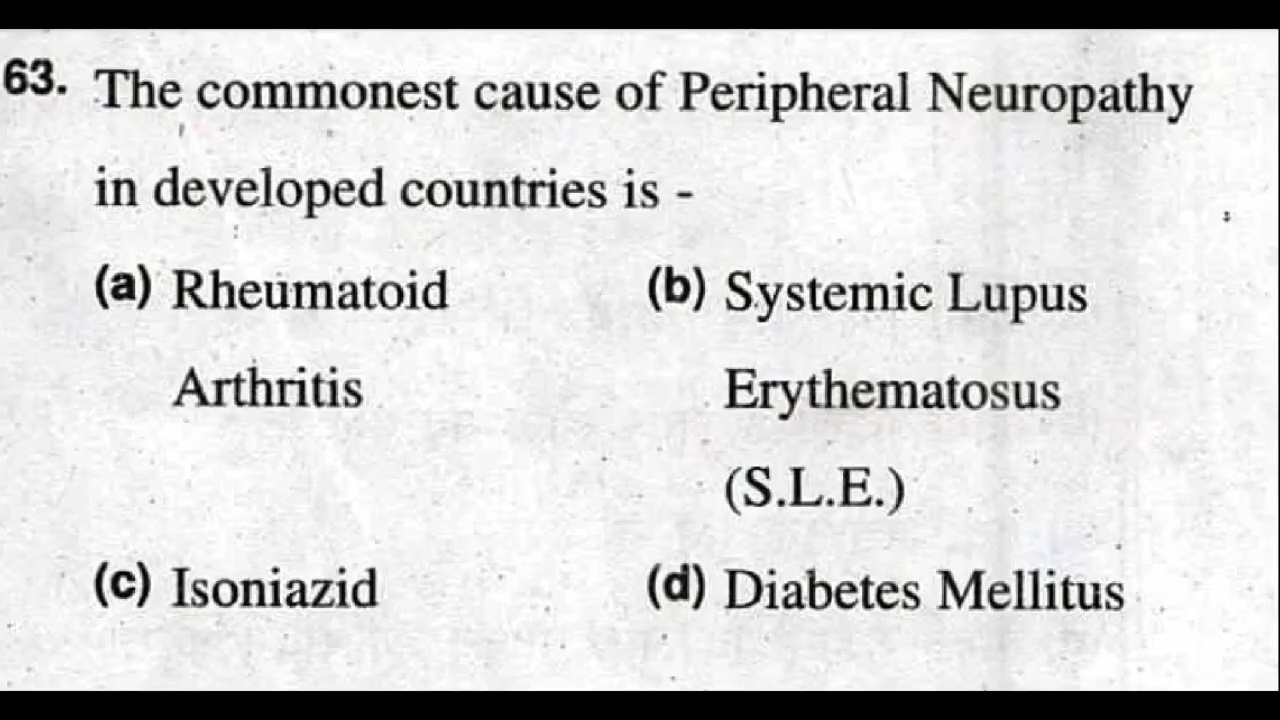 63. The commonest cause of Peripheral Neuropathy
in developed countries is -
(a) Rheumatoid
Arthritis
(b) Systemic Lupus
Erythematosus
(S.L.E.)
(c) Isoniazid
(d) Diabetes Mellitus